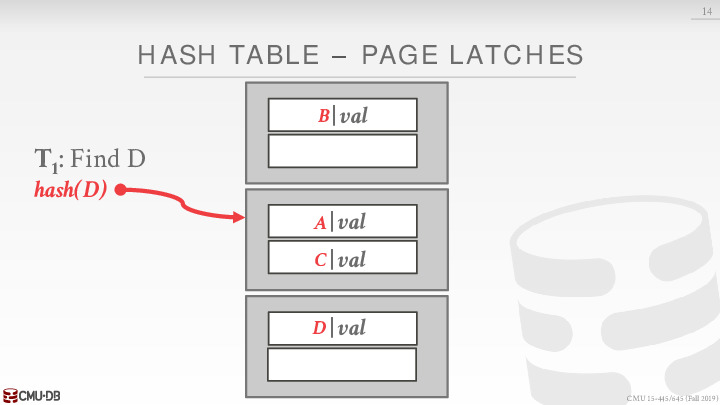 14
HASH TABLE – PAGE LATCHES
B|val
T1: Find D
hash(D)
A|val
C|val
D|val
CMU·DB
CMU 15-445/645 (Fall 2019)